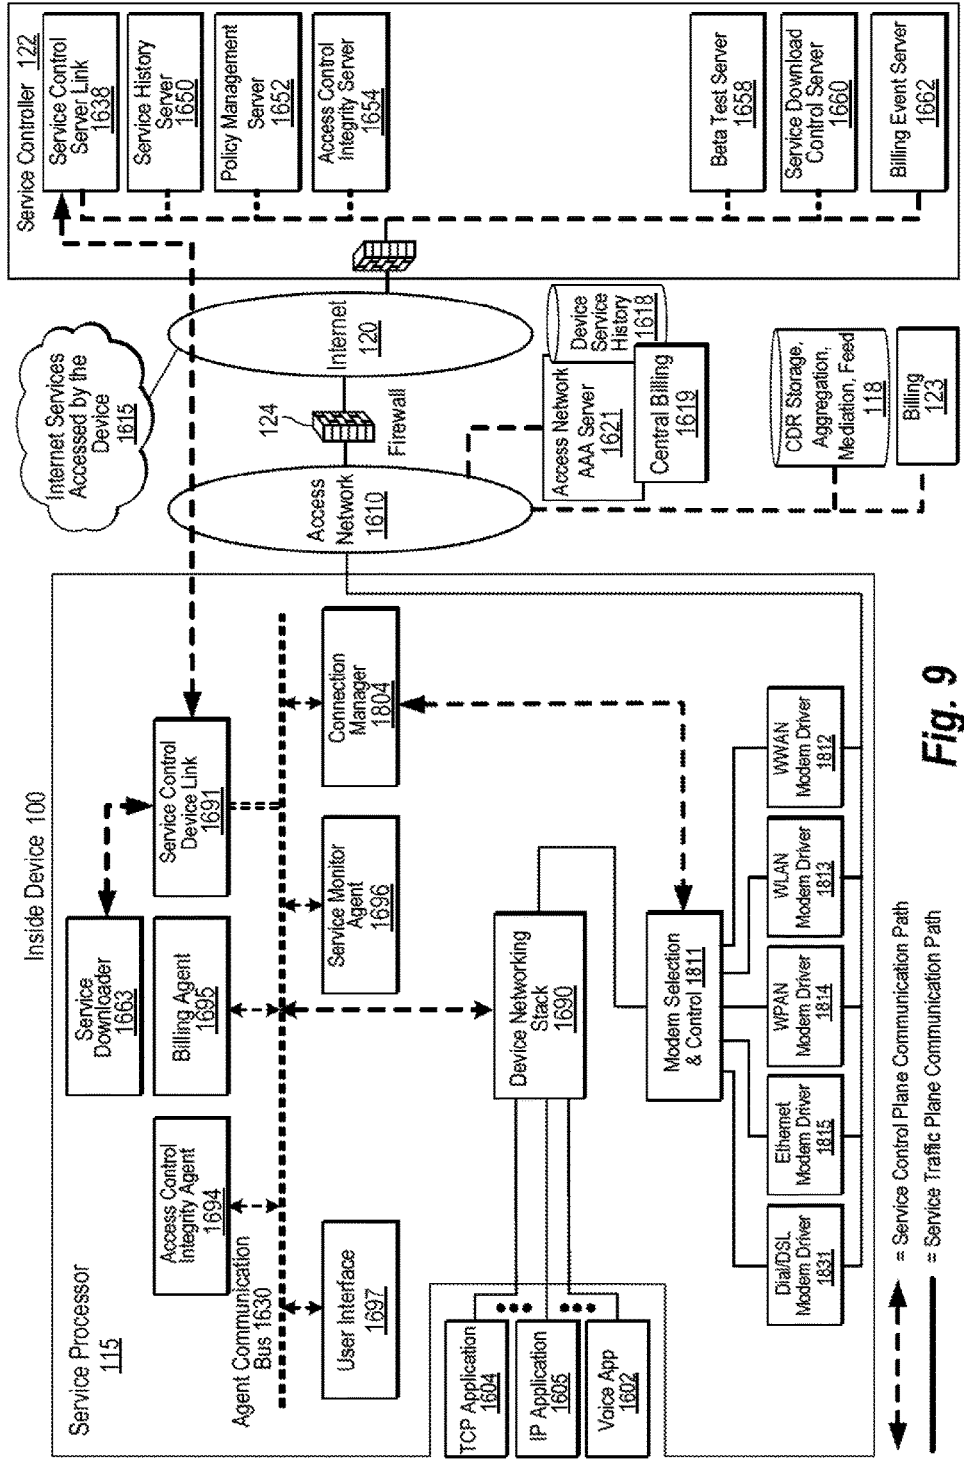 Inside Device 100
Service Processor
115
Access Control
Integrity Agent
1694
Service
Downloader
1663
Billing Agent
1695
Service Control
Device Link
1691
Agent Communication
Bus 1630
User Interface
1697
Service Monitor
Agent
1696
Connection
Manager
1804
TCP Application
1604
IP Application
1605
Voice App
1602
Device Networking
Stack
1690
Modem Selection
& Control 1811
Dial/DSL
Modem Driver
1831
Ethernet
Modem Driver
1815
WPAN
Modem Driver
1814
WLAN
Modem Driver
1813
WWAN
Modem Driver
1812
Internet Services
Accessed by the
Device
1615
Access
Network
1610
124
Firewall
Internet
120
Access Network
AAA Server
1621
Device
Service
History
1618
Central Billing
1619
CDR Storage,
Aggregation,
Mediation, Feed
118
Billing
123
Service Controller 122
Service Control
Server Link
1638
Service History
Server
1650
Policy Management
Server
1652
Access Control
Integrity Server
1654
Beta Test Server
1658
Service Download
Control Server
1660
Billing Event Server
1662
= Service Control Plane Communication Path
= Service Traffic Plane Communication Path
Fig. 9